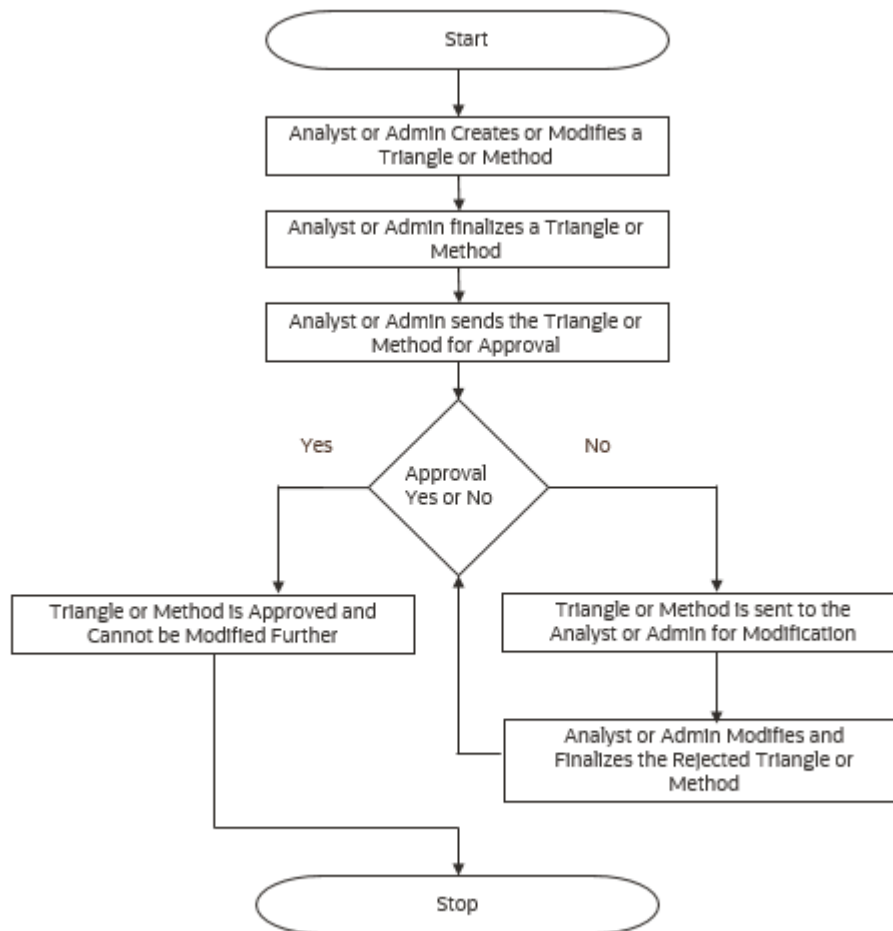 Start
Analyst or Admin Creates or Modifies a
Triangle or Method
Analyst or Admin finalizes a Triangle or
Method
Analyst or Admin sends the Triangle or
Method for Approval
Yes
No
Approval
Yes or No
Triangle or Method is Approved and
Cannot be Modified Further
Triangle or Method is sent to the
Analyst or Admin for Modification
Analyst or Admin Modifies and
Finalizes the Rejected Triangle or
Method
Stop